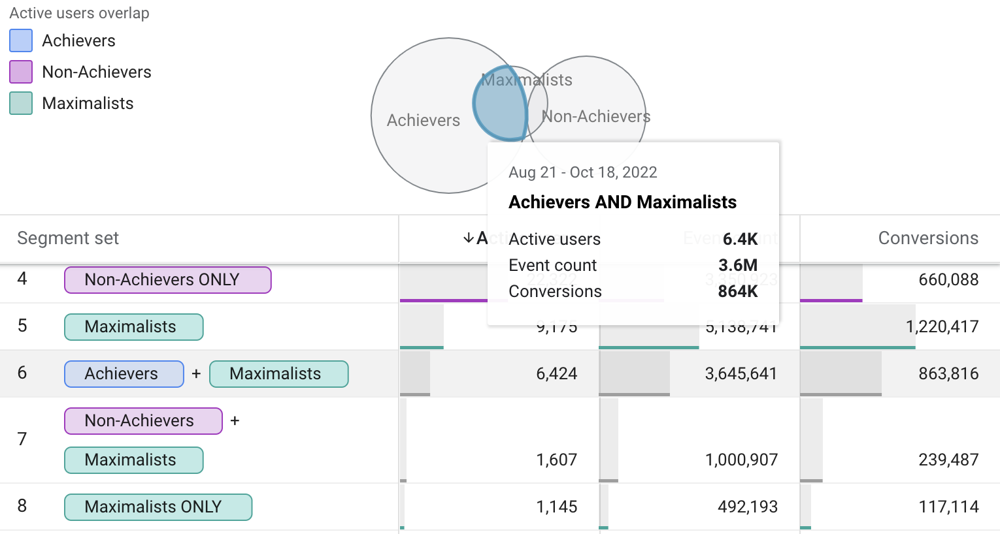 Active users overlap
Achievers
Non-Achievers
Maximalists
Maximalists
Achievers
Non-Achievers
Aug 21 - Oct 18, 2022
Achievers AND Maximalists
Active users 6.4K
Event count 3.6M
Conversions 864K
Segment set ↓ A Event count Conversions
4 Non-Achievers ONLY 22,322 3,350,923 660,088
5 Maximalists 9,175 5,138,741 1,220,417
6 Achievers + Maximalists 6,424 3,645,641 863,816
Non-Achievers +
7
Maximalists 1,607 1,000,907 239,487
8 Maximalists ONLY 1,145 492,193 117,114